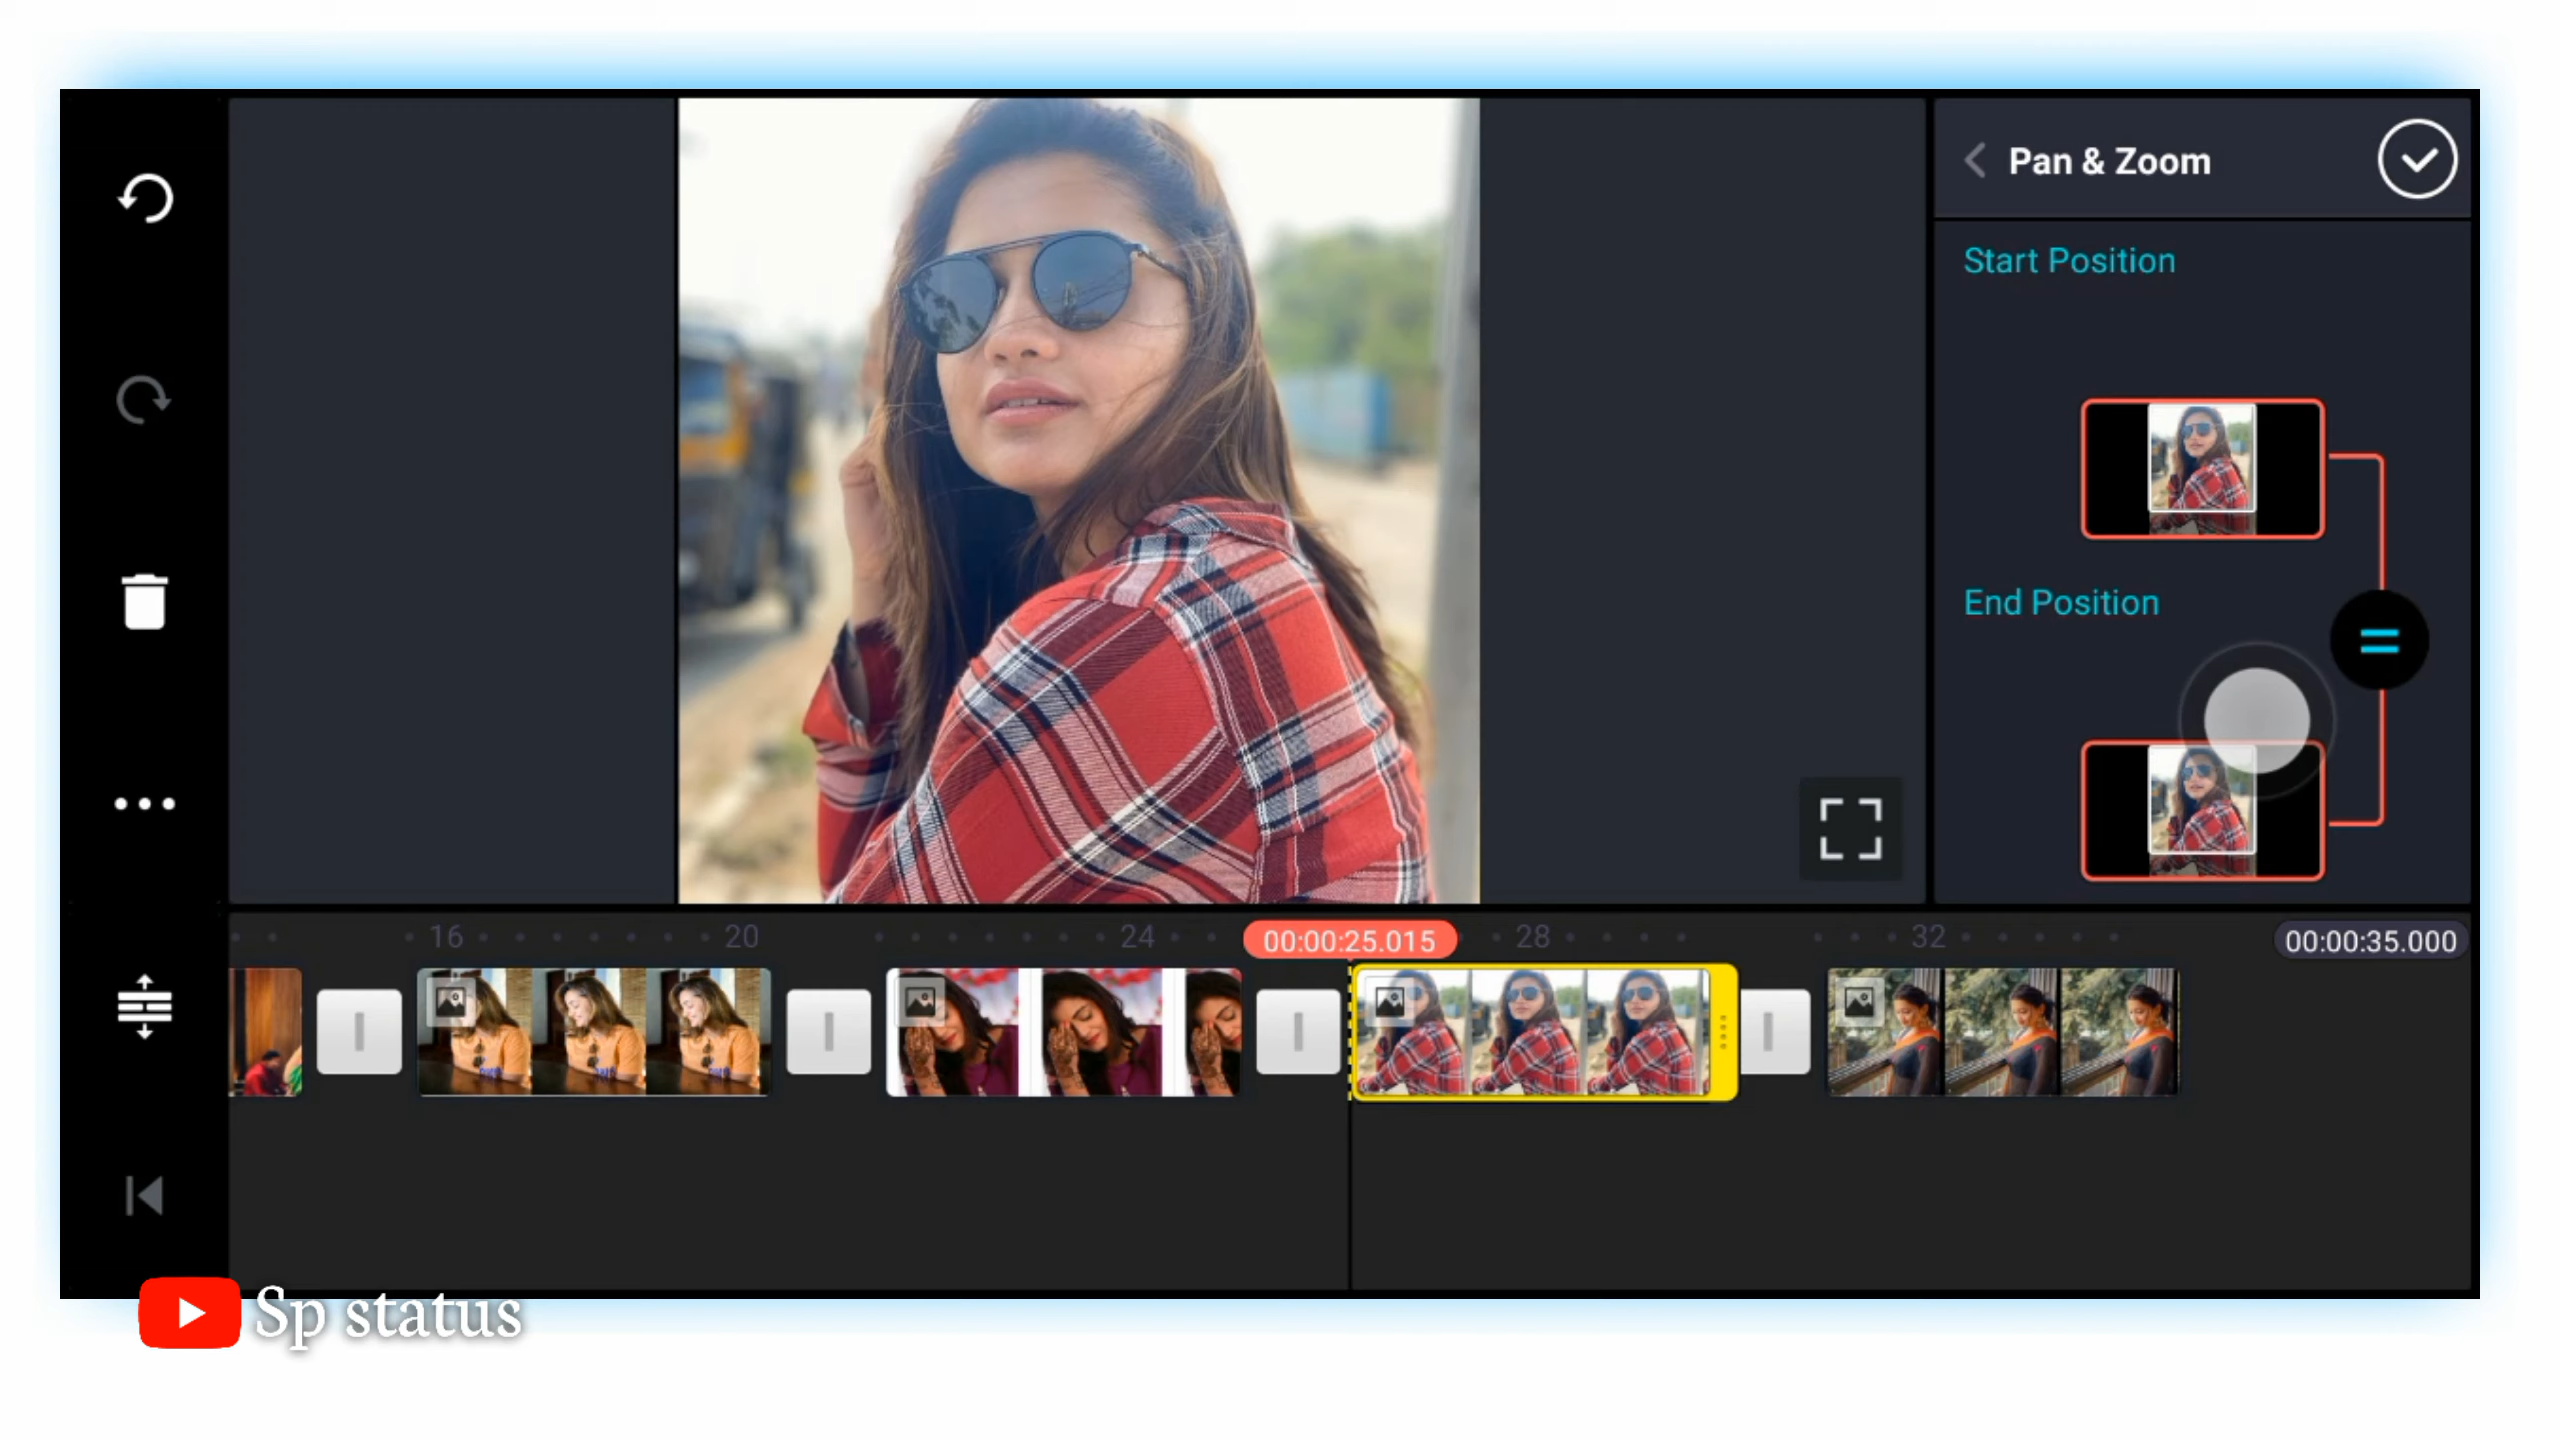 Pan & Zoom
Start Position
End Position
16
20
24
00:00:25.015
28
32
00:00:35.000
Sp status